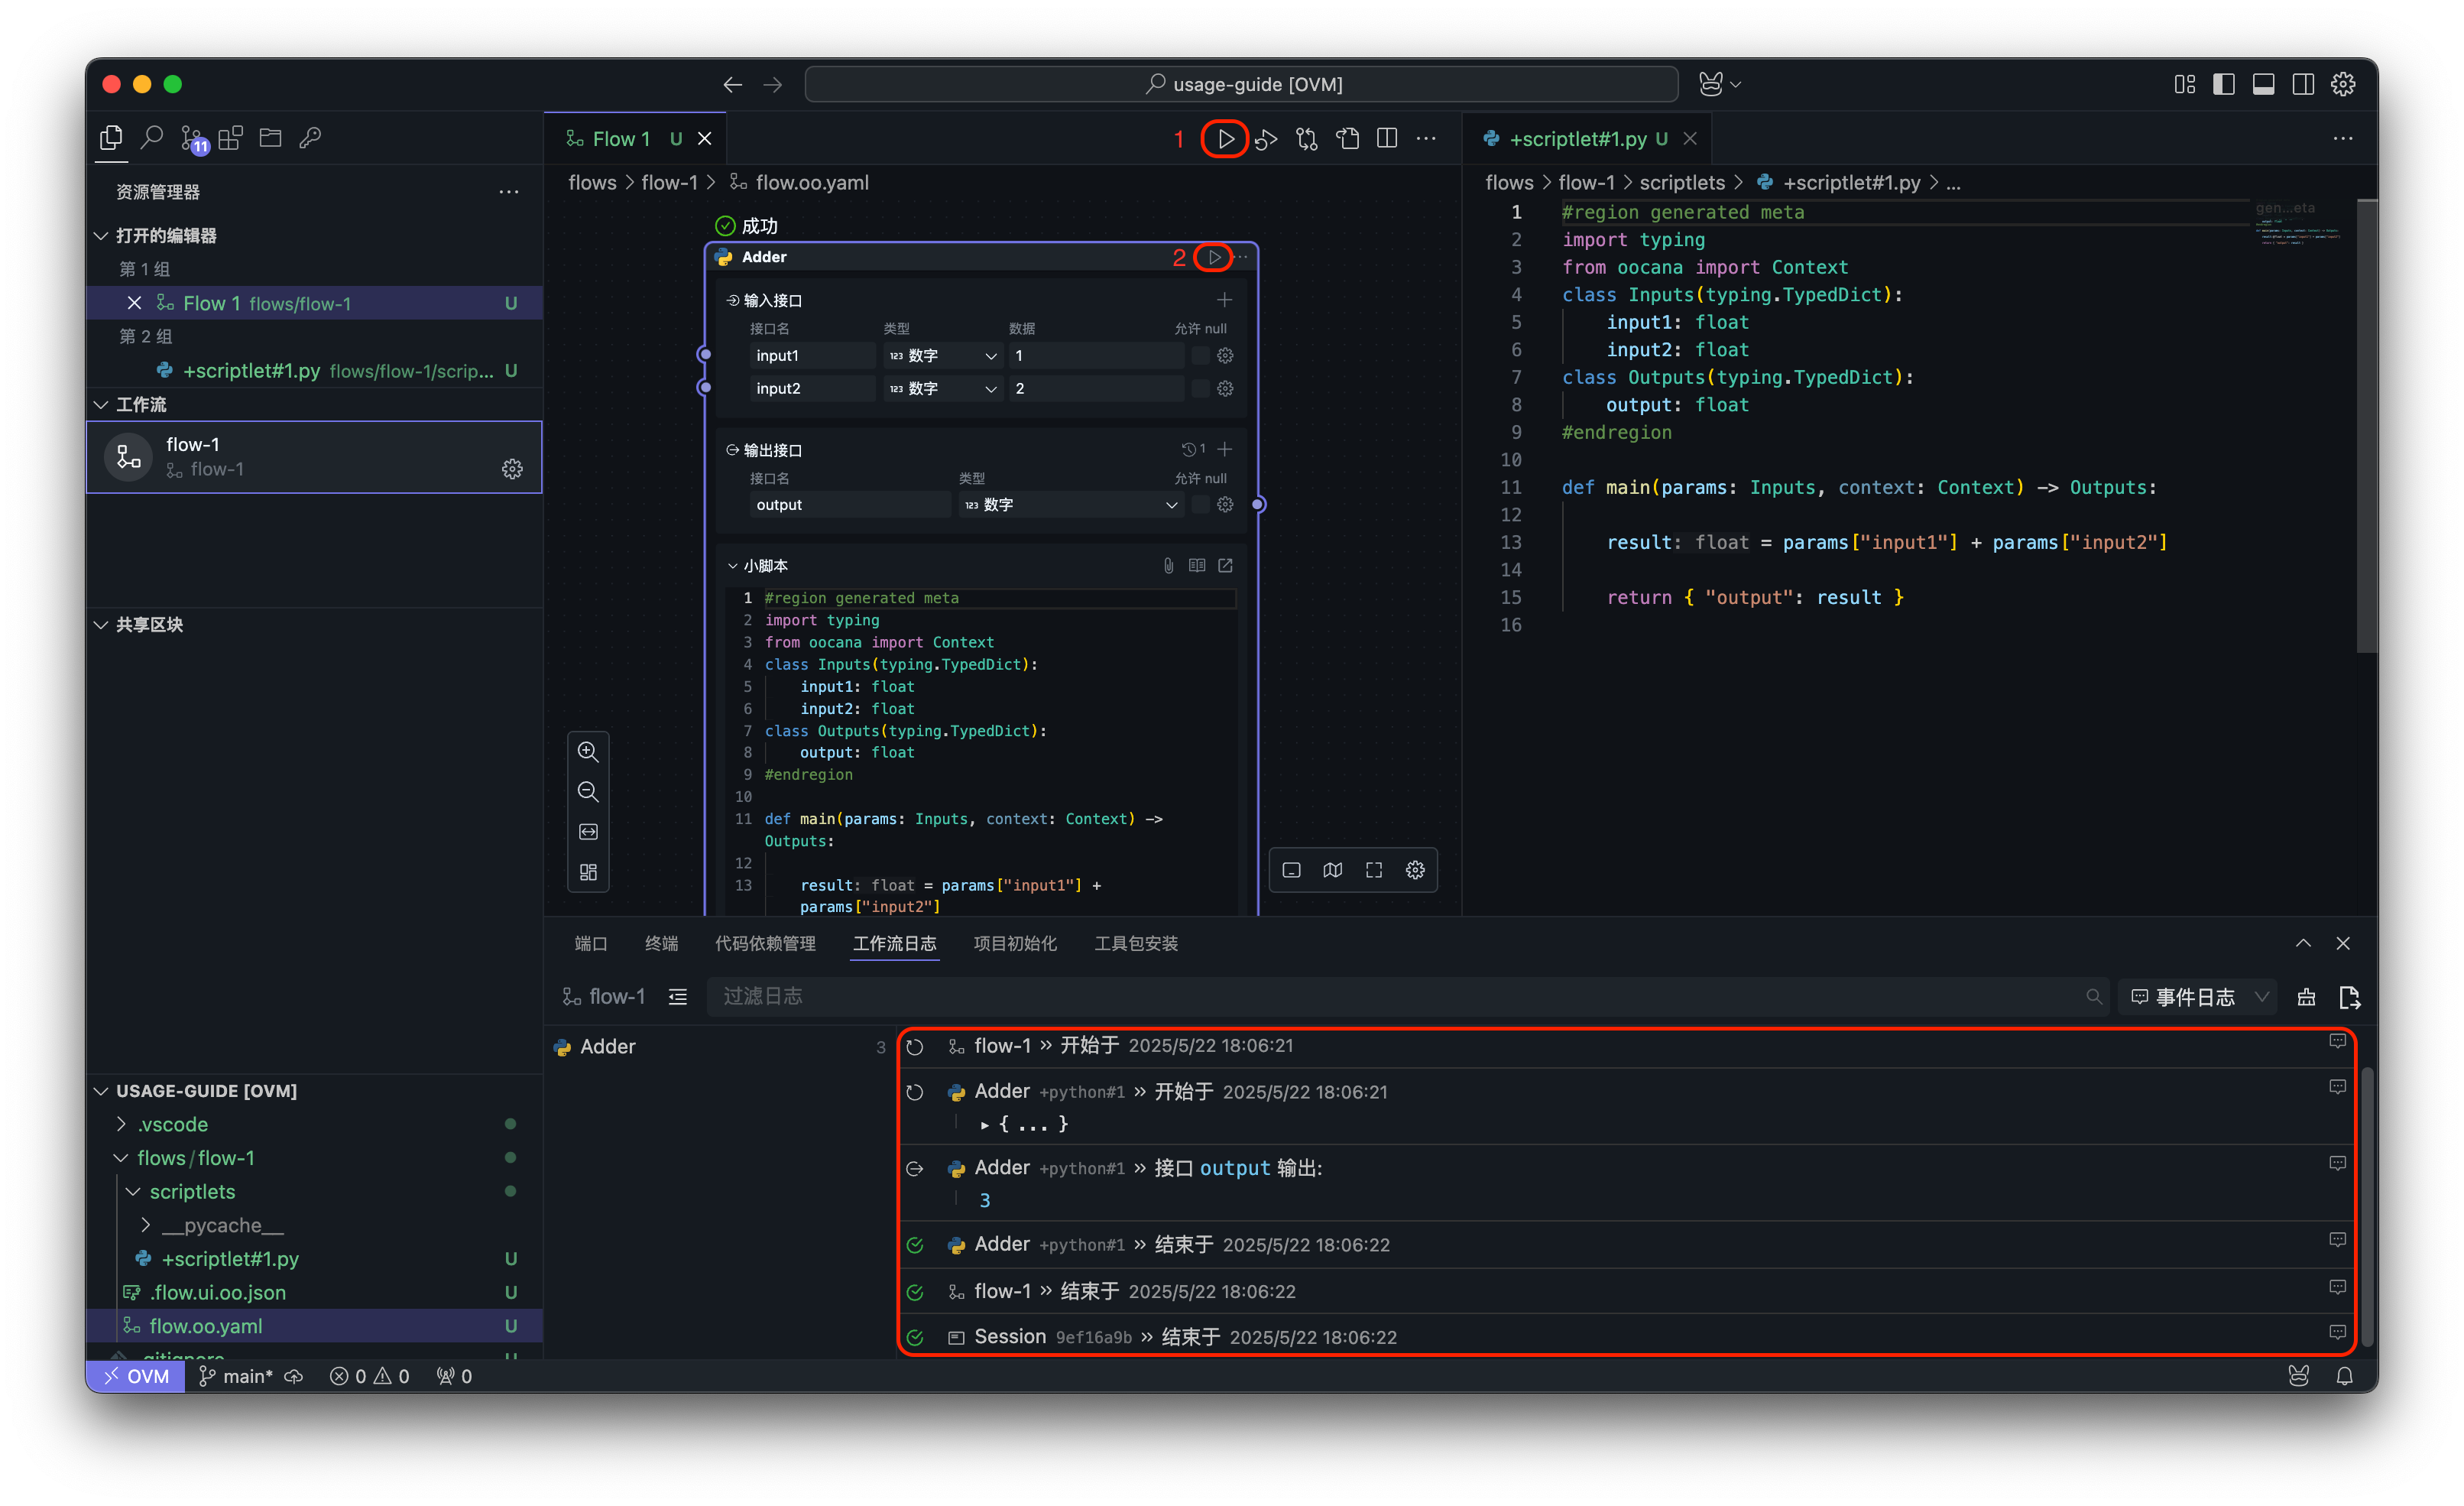 usage-guide [OVM]
11
资源管理器
打开的编辑器
第 1 组
Flow 1 flows/flow-1 U
第 2 组
+scriptlet#1.py flows/flow-1/scrip... U
工作流
flow-1
flow-1
共享区块
USAGE-GUIDE [OVM]
.vscode
flows/flow-1
scriptlets
__pycache__
+scriptlet#1.py U
.flow.ui.oo.json U
flow.oo.yaml U
.gitignore U
Flow 1 U
1
flows > flow-1 > flow.oo.yaml
成功
Adder
2
输入接口
接口名 类型 数据 允许 null
input1 123 数字 1
input2 123 数字 2
输出接口 1
接口名 类型 允许 null
output 123 数字
小脚本
1 #region generated meta
2 import typing
3 from oocana import Context
4 class Inputs(typing.TypedDict):
5 input1: float
6 input2: float
7 class Outputs(typing.TypedDict):
8 output: float
9 #endregion
10
11 def main(params: Inputs, context: Context) ->
Outputs:
12
13 result: float = params["input1"] +
params["input2"]
+scriptlet#1.py U
flows > flow-1 > scriptlets > +scriptlet#1.py > ...
gen...eta
1 #region generated meta
2 import typing
3 from oocana import Context
4 class Inputs(typing.TypedDict):
5 input1: float
6 input2: float
7 class Outputs(typing.TypedDict):
8 output: float
9 #endregion
10
11 def main(params: Inputs, context: Context) -> Outputs:
12
13 result: float = params["input1"] + params["input2"]
14
15 return { "output": result }
16
端口 终端 代码依赖管理 工作流日志 项目初始化 工具包安装
flow-1 过滤日志 事件日志
Adder 3
flow-1 » 开始于 2025/5/22 18:06:21
Adder +python#1 » 开始于 2025/5/22 18:06:21
▸ { ... }
Adder +python#1 » 接口 output 输出:
3
Adder +python#1 » 结束于 2025/5/22 18:06:22
flow-1 » 结束于 2025/5/22 18:06:22
Session 9ef16a9b » 结束于 2025/5/22 18:06:22
OVM main* 0 0 0